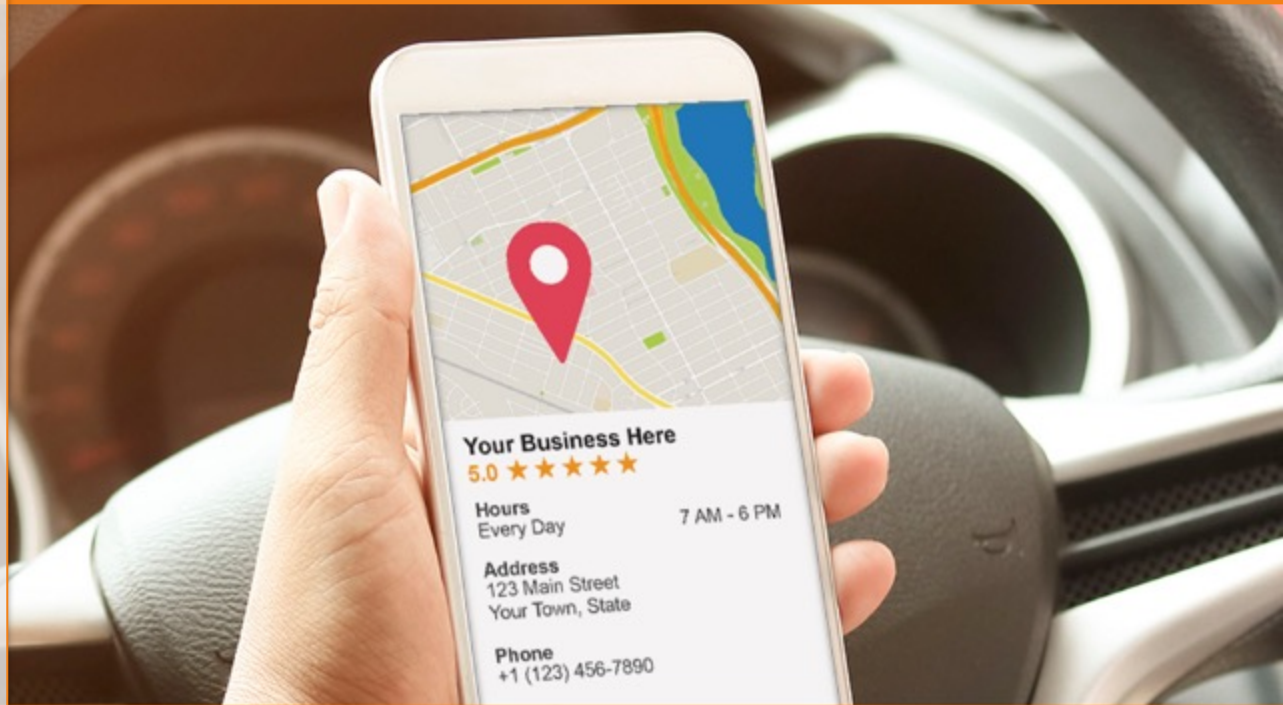 Your Business Here
5.0 ★★★★★
Hours
Every Day 7 AM - 6 PM
Address
123 Main Street
Your Town, State
Phone
+1 (123) 456-7890